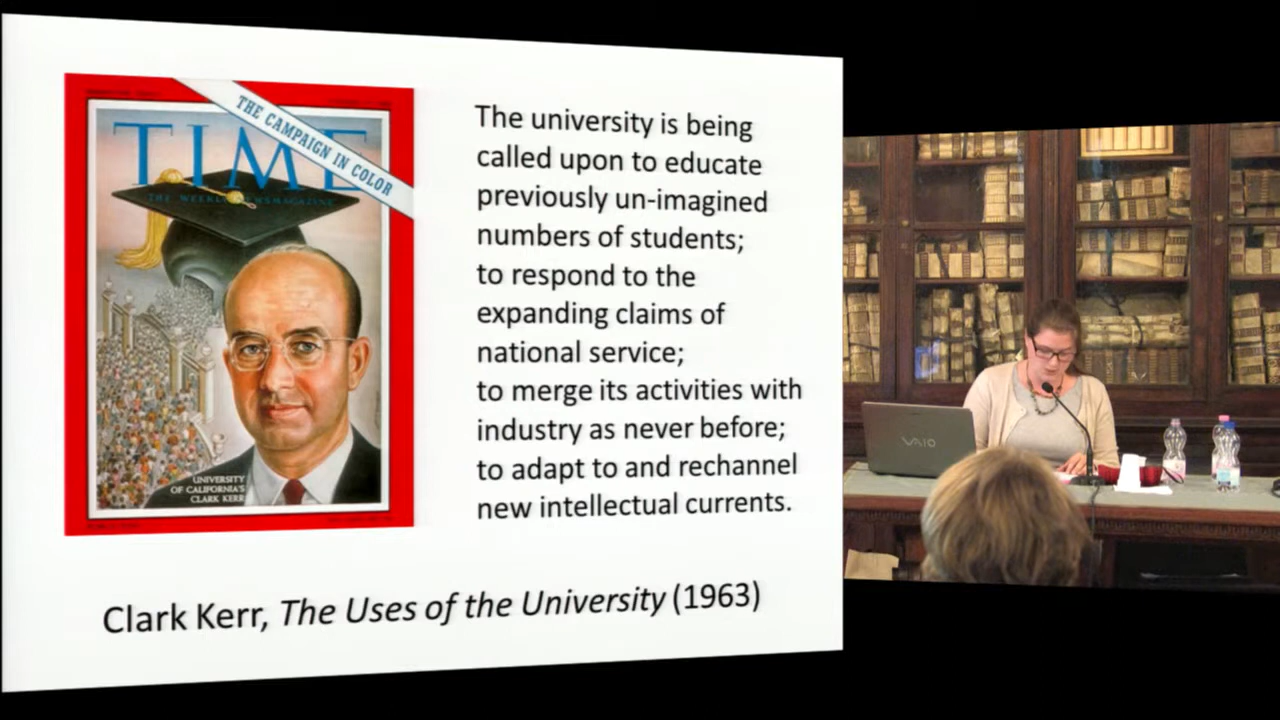 THE CAMPAIGN IN COLOR
TIME
THE WEEKLY NEWSMAGAZINE
UNIVERSITY
OF CALIFORNIA'S
CLARK KERR
The university is being
called upon to educate
previously un-imagined
numbers of students;
to respond to the
expanding claims of
national service;
to merge its activities with
industry as never before;
to adapt to and rechannel
new intellectual currents.
Clark Kerr, The Uses of the University (1963)
VAIO